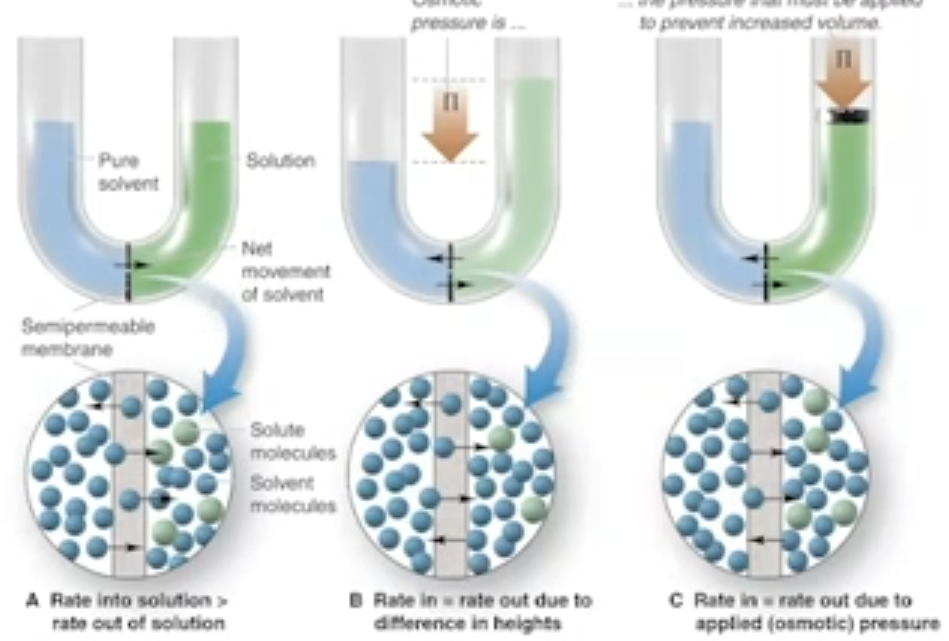 Osmotic
pressure is ...
... the pressure that must be applied
to prevent increased volume.
Π
Π
Pure
solvent
Solution
Net
movement
of solvent
Semipermeable
membrane
Solute
molecules
Solvent
molecules
A Rate into solution >
rate out of solution
B Rate in = rate out due to
difference in heights
C Rate in = rate out due to
applied (osmotic) pressure